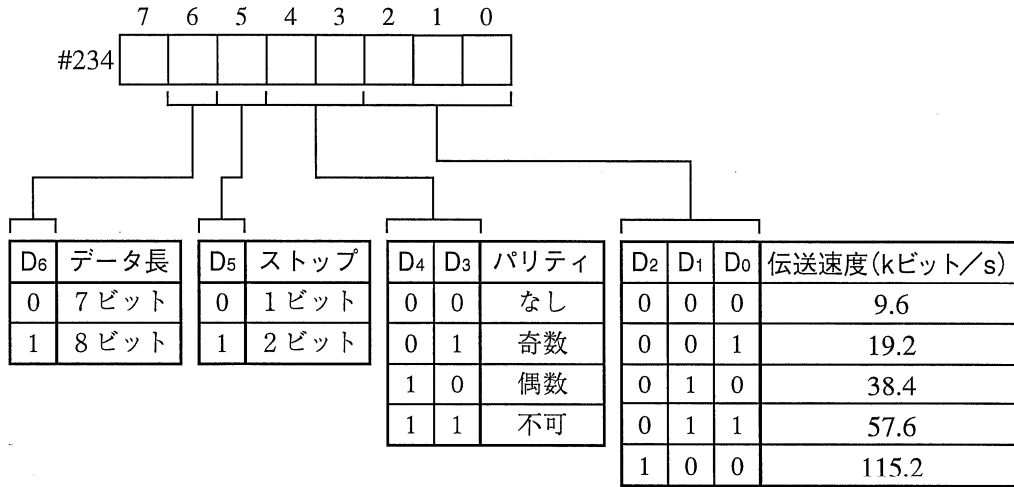 7 6 5 4 3 2 1 0
#234
D6 データ長
0 7ビット
1 8ビット
D5 ストップ
0 1ビット
1 2ビット
D4 D3 パリティ
0 0 なし
0 1 奇数
1 0 偶数
1 1 不可
D2 D1 D0 伝送速度(kビット/s)
0 0 0 9.6
0 0 1 19.2
0 1 0 38.4
0 1 1 57.6
1 0 0 115.2